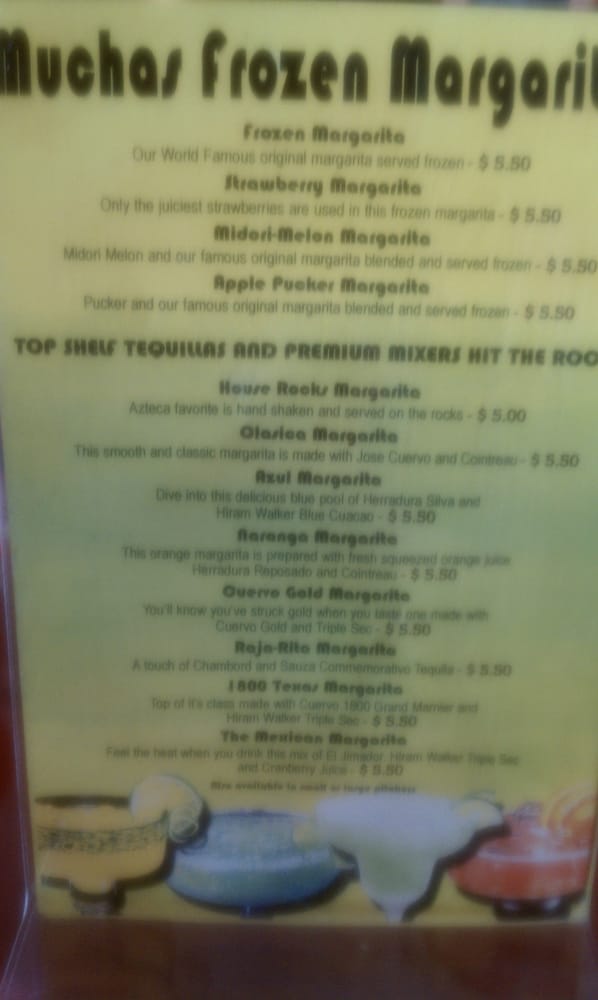 Muchas Frozen Margarit
Frozen Margarita
Our World Famous original margarita served frozen - $ 5.50
Strawberry Margarita
Only the juiciest strawberries are used in this frozen margarita - $ 5.50
Midori-Melon Margarita
Midori Melon and our famous original margarita blended and served frozen - $ 5.50
Apple Pucker Margarita
Pucker and our famous original margarita blended and served frozen - $ 5.50
TOP SHELF TEQUILLAS AND PREMIUM MIXERS HIT THE ROC
House Rocks Margarita
Azteca favorite is hand shaken and served on the rocks - $ 5.00
Clasica Margarita
This smooth and classic margarita is made with Jose Cuervo and Cointreau - $ 5.50
Azul Margarita
Dive into this delicious blue pool of Herradura Silva and
Hiram Walker Blue Cuacao - $ 5.50
Naranga Margarita
This orange margarita is prepared with fresh squeezed orange juice
Herradura Reposado and Cointreau - $ 5.50
Cuervo Gold Margarita
You'll know you've struck gold when you taste one made with
Cuervo Gold and Triple Sec - $ 5.50
Raja-Rita Margarita
A touch of Chambord and Sauza Commemorativo Tequila - $ 5.50
1800 Texas Margarita
Top of it's class made with Cuervo 1800 Grand Marnier and
Hiram Walker Triple Sec - $ 5.50
The Mexican Margarita
Feel the heat when you drink this mix of El Jimador, Hiram Walker Triple Sec
and Cranberry Juice - $ 5.50
Also available in small or large pitchers